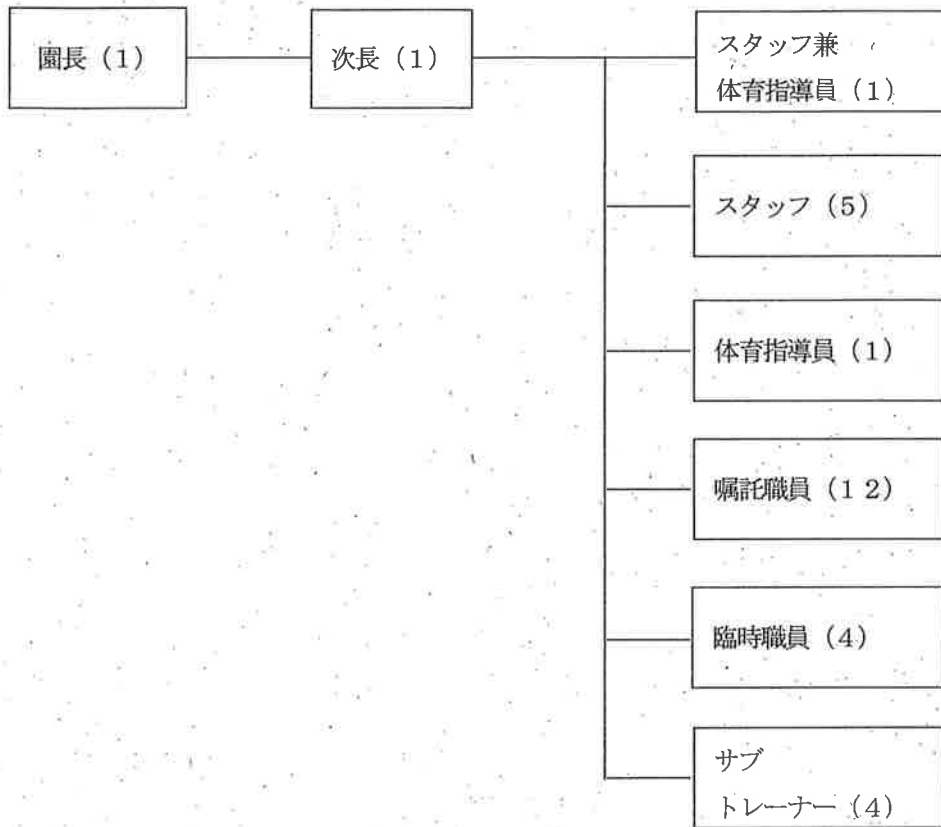 園長（1）
次長（1）
スタッフ兼
体育指導員（1）
スタッフ（5）
体育指導員（1）
嘱託職員（12）
臨時職員（4）
サブ
トレーナー（4）